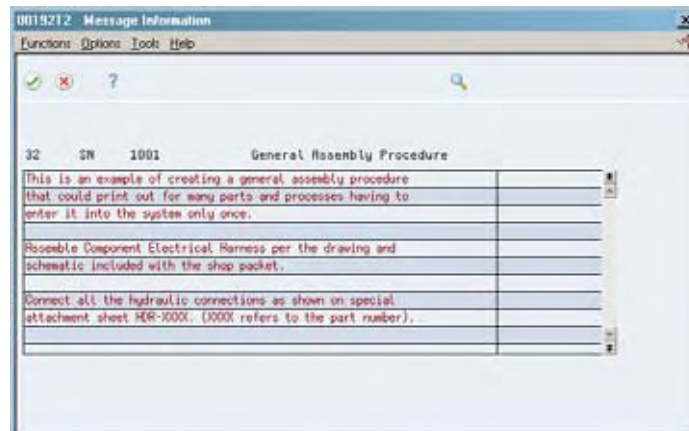 0019212 Message Information
Functions Options Tools Help
?
32 SN 1001 General Assembly Procedure
This is an example of creating a general assembly procedure
that could print out for many parts and processes having to
enter it into the system only once.
Assemble Component Electrical Harness per the drawing and
schematic included with the shop packet.
Connect all the hydraulic connections as shown on special
attachment sheet HDR-XXXX. (XXXX refers to the part number).